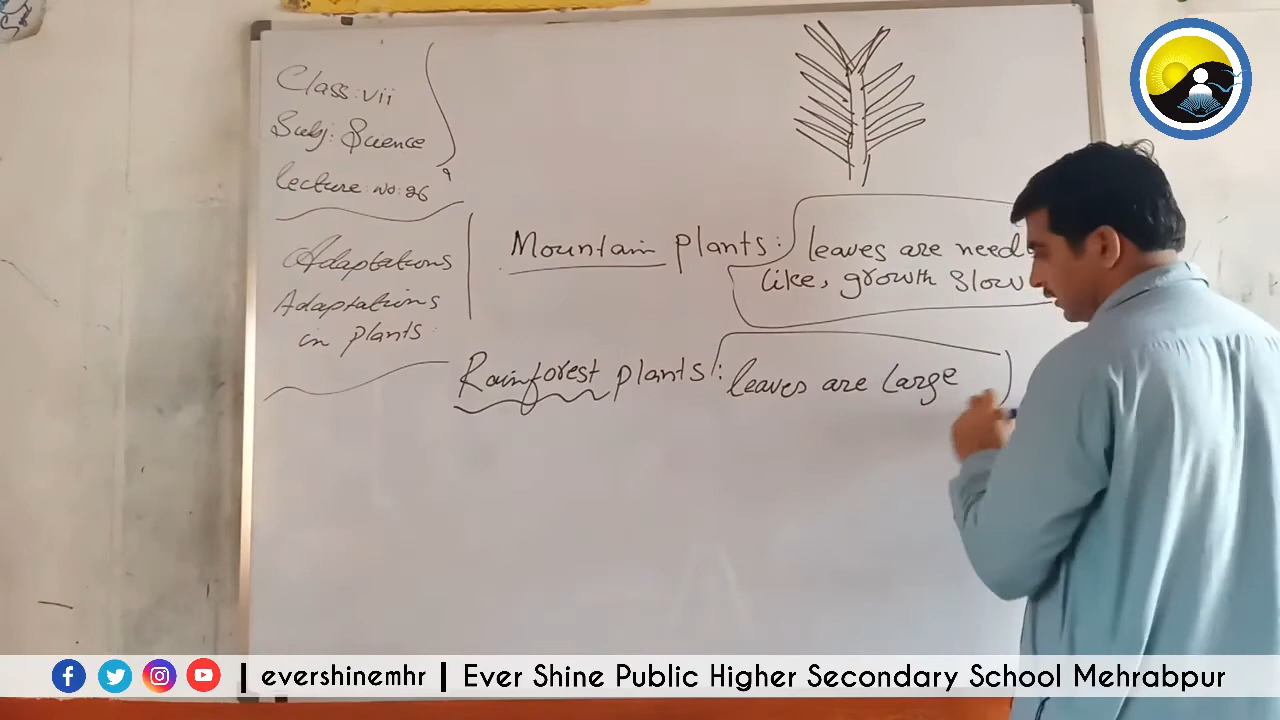 Class: vii
Subj: Science
Lecture: No: 26
Adaptations
Adaptations
in plants:
Mountain plants: leaves are need
like, growth slow
Rainforest plants: leaves are Large
| evershinemhr | Ever Shine Public Higher Secondary School Mehrabpur